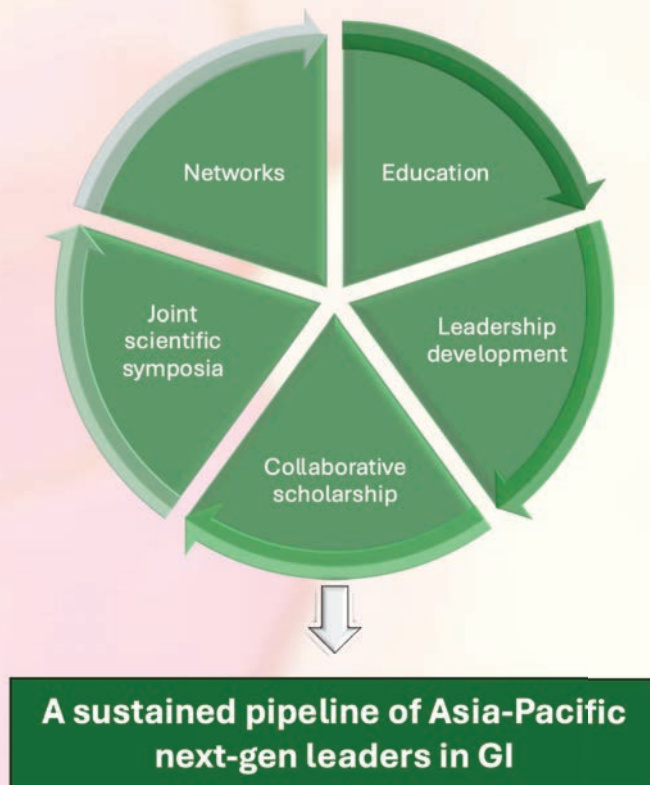 Networks
Education
Leadership
development
Collaborative
scholarship
Joint
scientific
symposia
A sustained pipeline of Asia-Pacific
next-gen leaders in GI